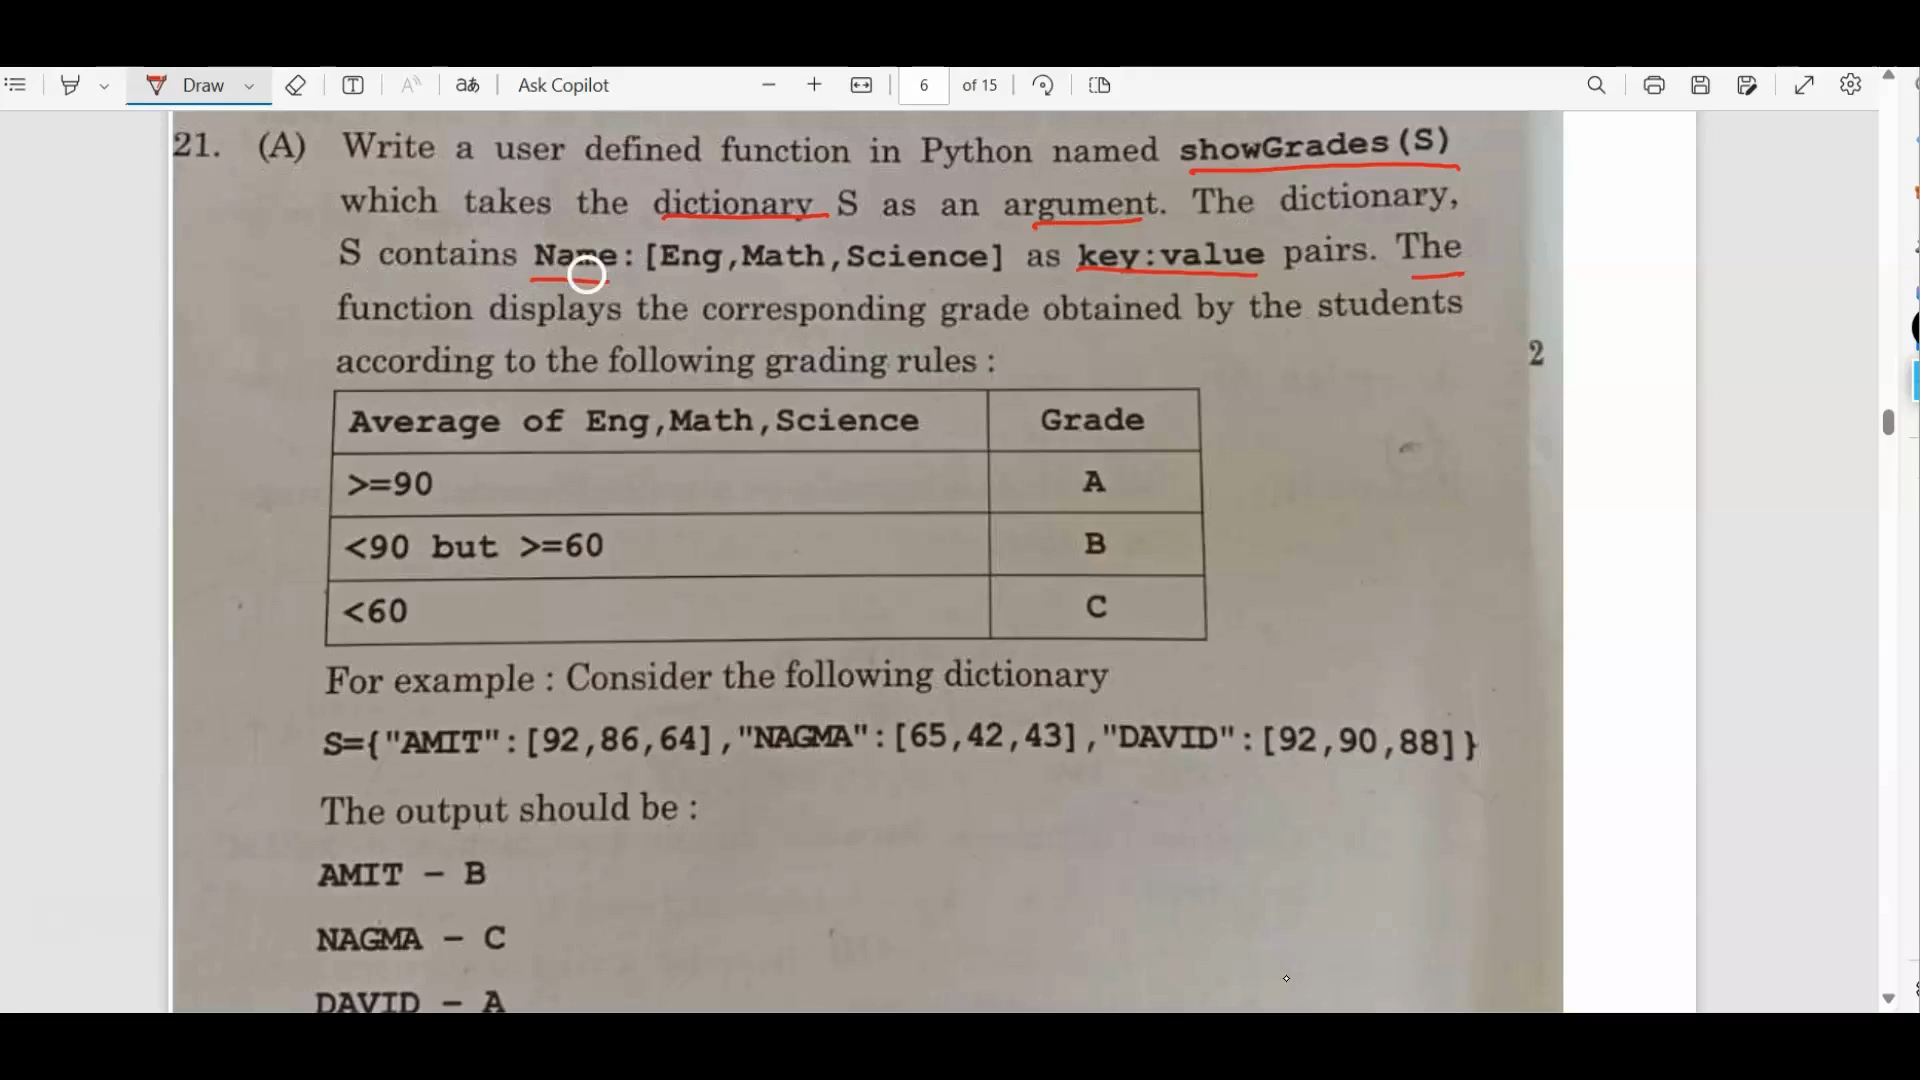 Draw
Ask Copilot
6 of 15
21. (A) Write a user defined function in Python named showGrades(S)
which takes the dictionary S as an argument. The dictionary,
S contains Name:[Eng,Math,Science] as key:value pairs. The
function displays the corresponding grade obtained by the students
according to the following grading rules :
2
Average of Eng,Math,Science Grade
>=90 A
<90 but >=60 B
<60 C
For example : Consider the following dictionary
S={"AMIT":[92,86,64],"NAGMA":[65,42,43],"DAVID":[92,90,88]}
The output should be :
AMIT – B
NAGMA – C
DAVID – A